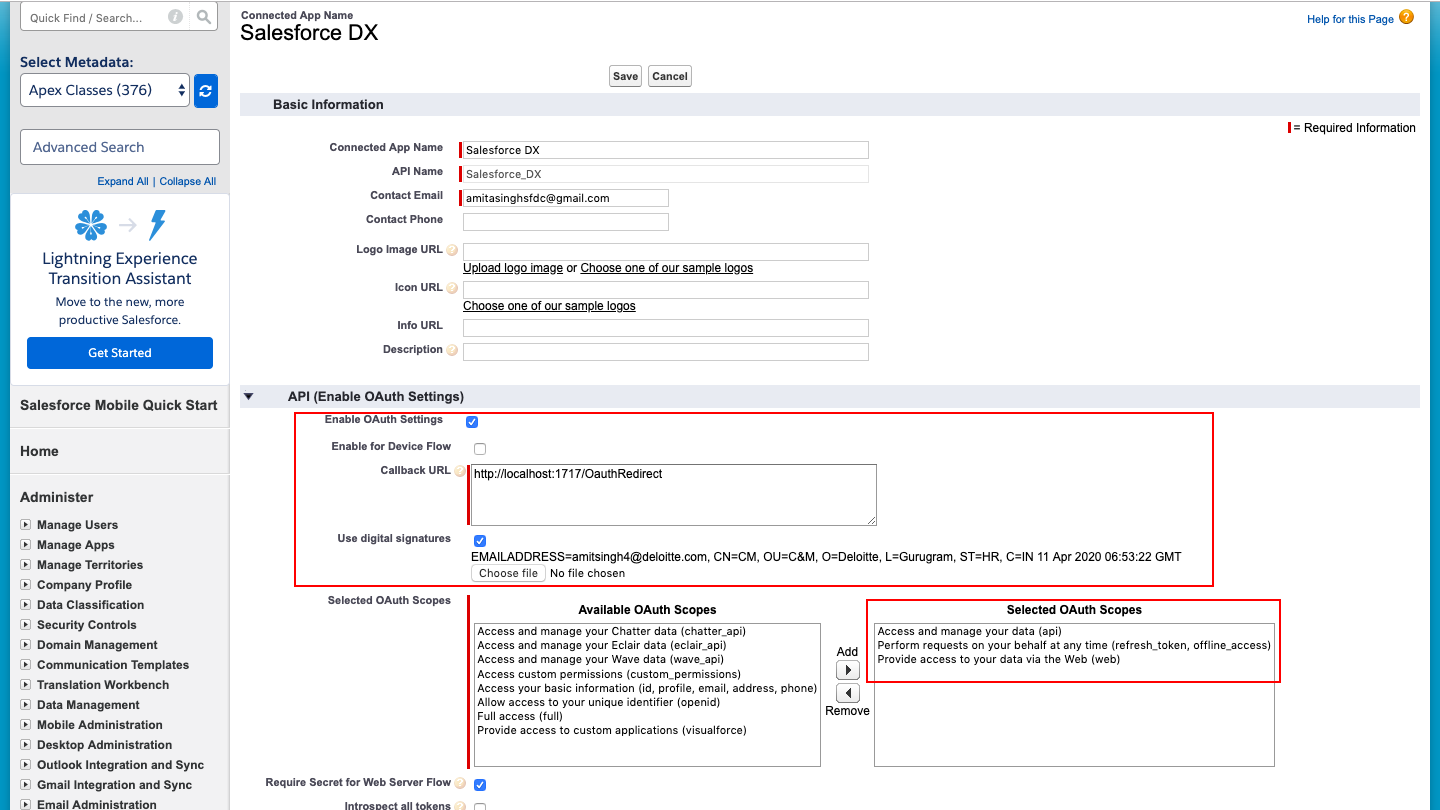 Quick Find / Search...
Select Metadata:
Apex Classes (376)
Advanced Search
Expand All | Collapse All
Lightning Experience
Transition Assistant
Move to the new, more
productive Salesforce.
Get Started
Salesforce Mobile Quick Start
Home
Administer
Manage Users
Manage Apps
Manage Territories
Company Profile
Data Classification
Security Controls
Domain Management
Communication Templates
Translation Workbench
Data Management
Mobile Administration
Desktop Administration
Outlook Integration and Sync
Gmail Integration and Sync
Email Administration
Connected App Name
Salesforce DX
Help for this Page
Save Cancel
Basic Information
= Required Information
Connected App Name Salesforce DX
API Name Salesforce_DX
Contact Email amitasinghsfdc@gmail.com
Contact Phone
Logo Image URL
Upload logo image or Choose one of our sample logos
Icon URL
Choose one of our sample logos
Info URL
Description
API (Enable OAuth Settings)
Enable OAuth Settings
Enable for Device Flow
Callback URL http://localhost:1717/OauthRedirect
Use digital signatures
EMAILADDRESS=amitsingh4@deloitte.com, CN=CM, OU=C&M, O=Deloitte, L=Gurugram, ST=HR, C=IN 11 Apr 2020 06:53:22 GMT
Choose file No file chosen
Selected OAuth Scopes
Available OAuth Scopes
Access and manage your Chatter data (chatter_api)
Access and manage your Eclair data (eclair_api)
Access and manage your Wave data (wave_api)
Access custom permissions (custom_permissions)
Access your basic information (id, profile, email, address, phone)
Allow access to your unique identifier (openid)
Full access (full)
Provide access to custom applications (visualforce)
Add
Remove
Selected OAuth Scopes
Access and manage your data (api)
Perform requests on your behalf at any time (refresh_token, offline_access)
Provide access to your data via the Web (web)
Require Secret for Web Server Flow
Introspect all tokens